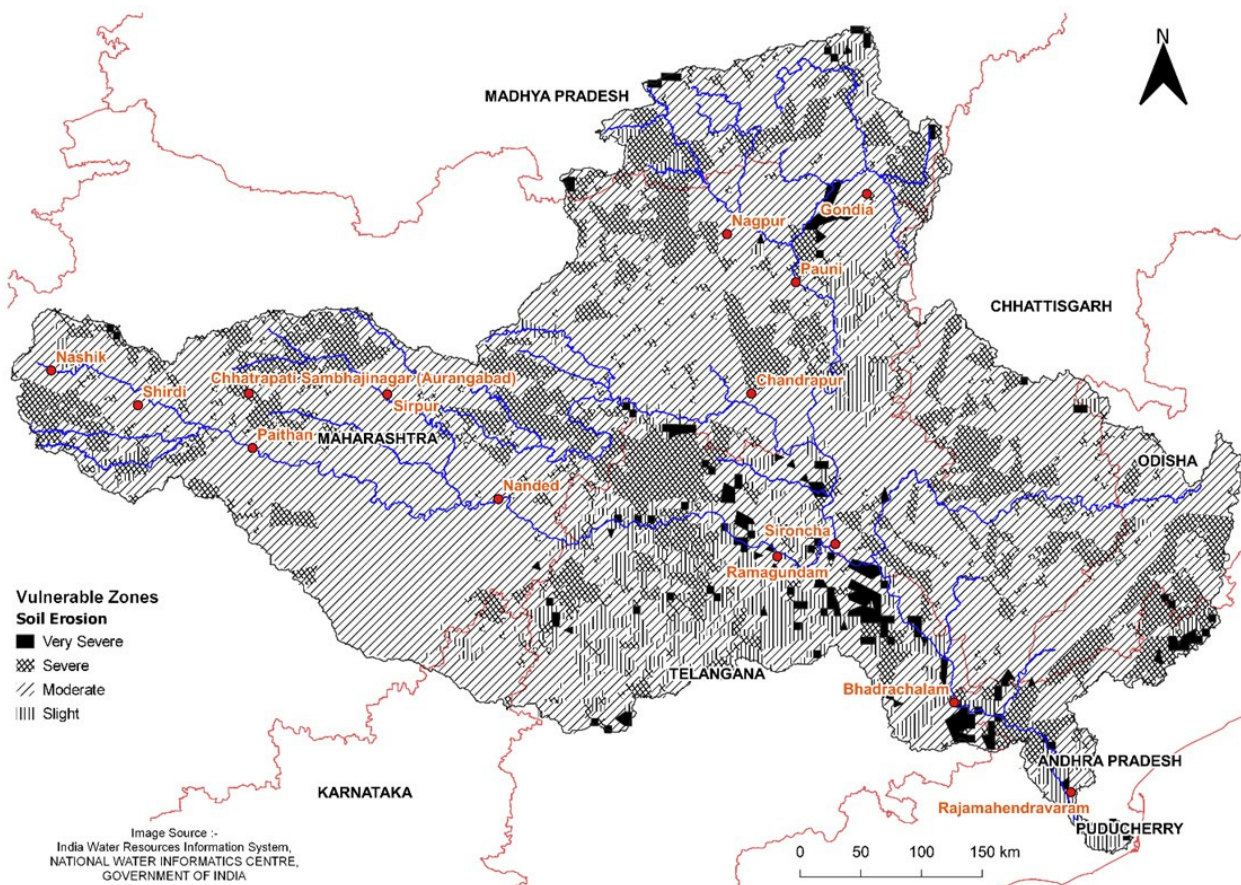 N
MADHYA PRADESH
Gondia
Nagpur
Pauni
CHHATTISGARH
Nashik
Shirdi
Chhatrapati Sambhajinagar (Aurangabad)
Sirpur
Chandrapur
Paithan
MAHARASHTRA
ODISHA
Nanded
Sironcha
Ramagundam
Vulnerable Zones
Soil Erosion
Very Severe
Severe
Moderate
Slight
TELANGANA
Bhadrachalam
ANDHRA PRADESH
KARNATAKA
Rajamahendravaram
PUDUCHERRY
Image Source :-
India Water Resources Information System,
NATIONAL WATER INFORMATICS CENTRE,
GOVERNMENT OF INDIA
0 50 100 150 km